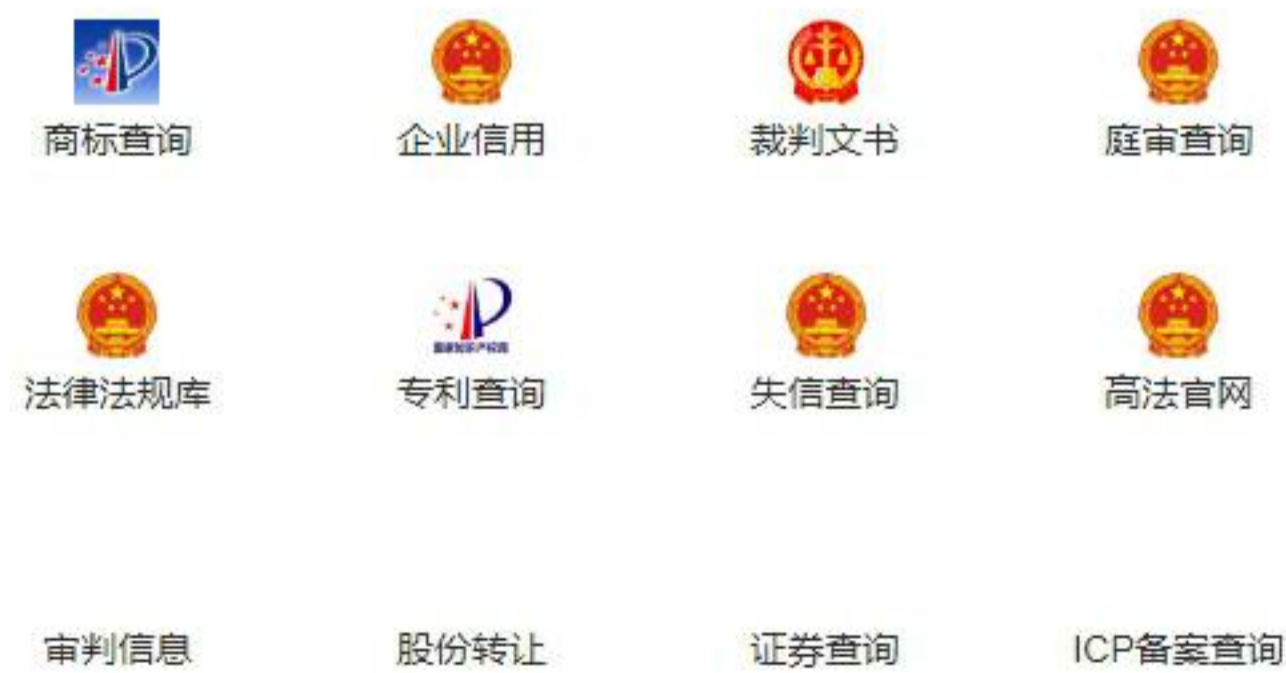 商标查询 企业信用 裁判文书 庭审查询
法律法规库 专利查询 失信查询 高法官网
审判信息 股份转让 证券查询 ICP备案查询